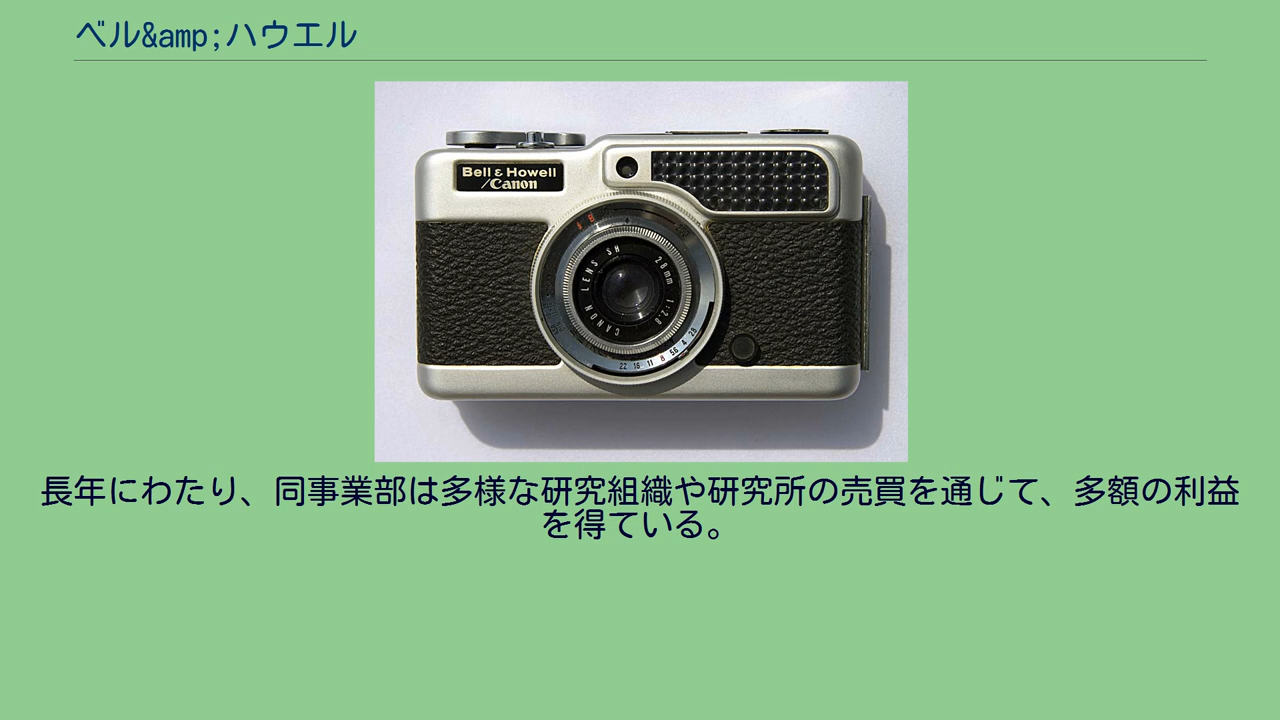 ベル&amp;ハウエル
Bell & Howell
/Canon
CANON LENS SH 28mm 1:2.8
22 16 11 8 5.6 4 2.8
長年にわたり、同事業部は多様な研究組織や研究所の売買を通じて、多額の利益
を得ている。